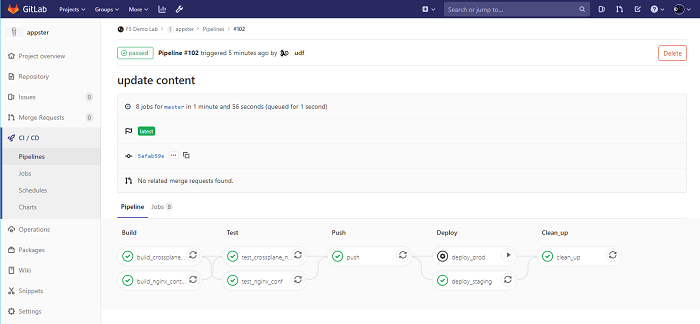 GitLab Projects Groups More Search or jump to...
appster
F5 Demo Lab > appster > Pipelines > #102
passed Pipeline #102 triggered 5 minutes ago by udf Delete
Project overview
Repository
Issues 0
Merge Requests 0
CI / CD
Pipelines
Jobs
Schedules
Charts
Operations
Packages
Wiki
Snippets
Settings
update content
8 jobs for master in 1 minute and 56 seconds (queued for 1 second)
latest
5afab59e ...
No related merge requests found.
Pipeline Jobs 8
Build Test Push Deploy Clean_up
build_crossplane_... test_crossplane_n... push deploy_prod clean_up
build_nginx_cont... test_nginx_conf deploy_staging